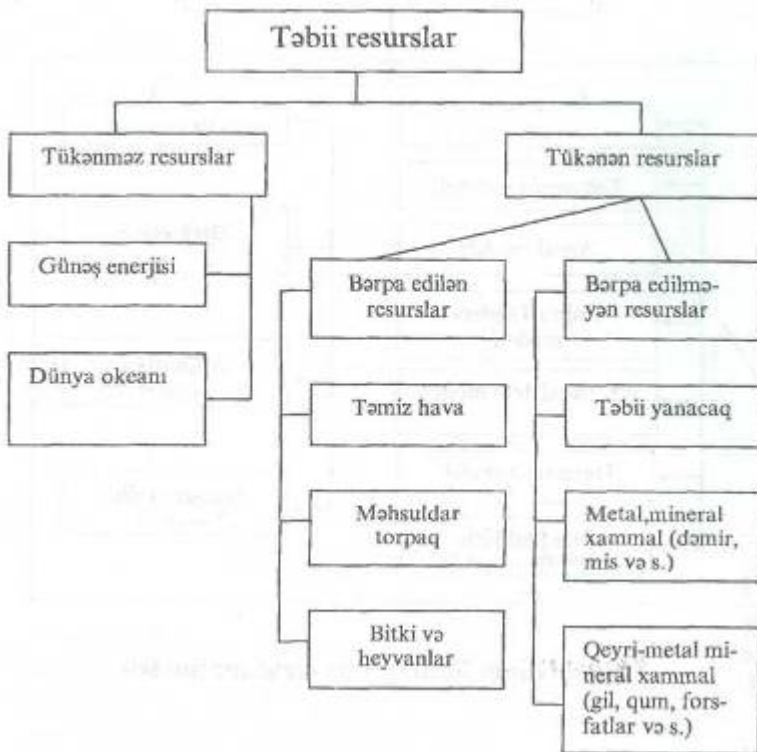 Təbii resurslar
Tükənməz resurslar
Günəş enerjisi
Dünya okeanı
Tükənən resurslar
Bərpa edilən
resurslar
Təmiz hava
Məhsuldar
torpaq
Bitki və
heyvanlar
Bərpa edilmə-
yən resurslar
Təbii yanacaq
Metal,mineral
xammal (dəmir,
mis və s.)
Qeyri-metal mi-
neral xammal
(gil, qum, fors-
fatlar və s.)